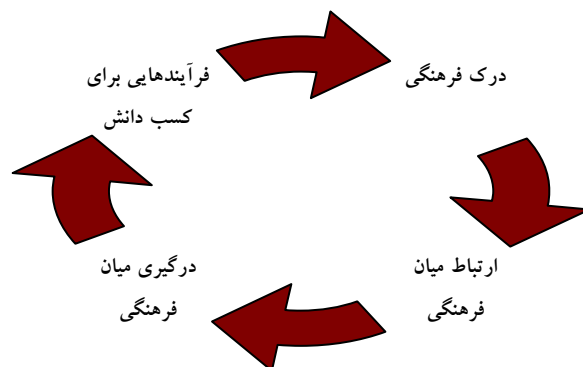 درک فرهنگی
فرآیندهایی برای
کسب دانش
ارتباط میان
فرهنگی
درگیری میان
فرهنگی